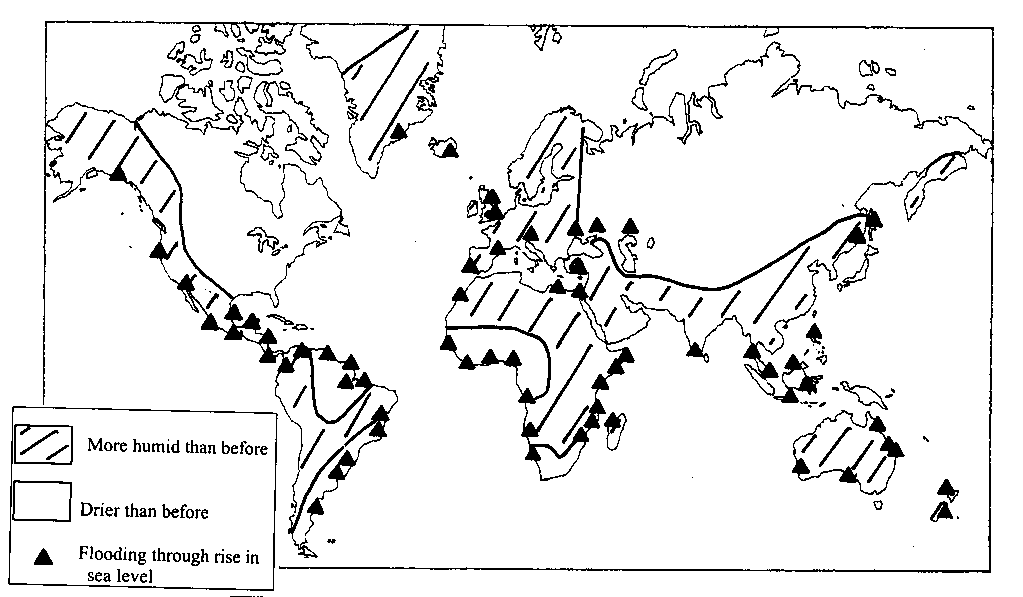 More humid than before
Drier than before
Flooding through rise in
sea level